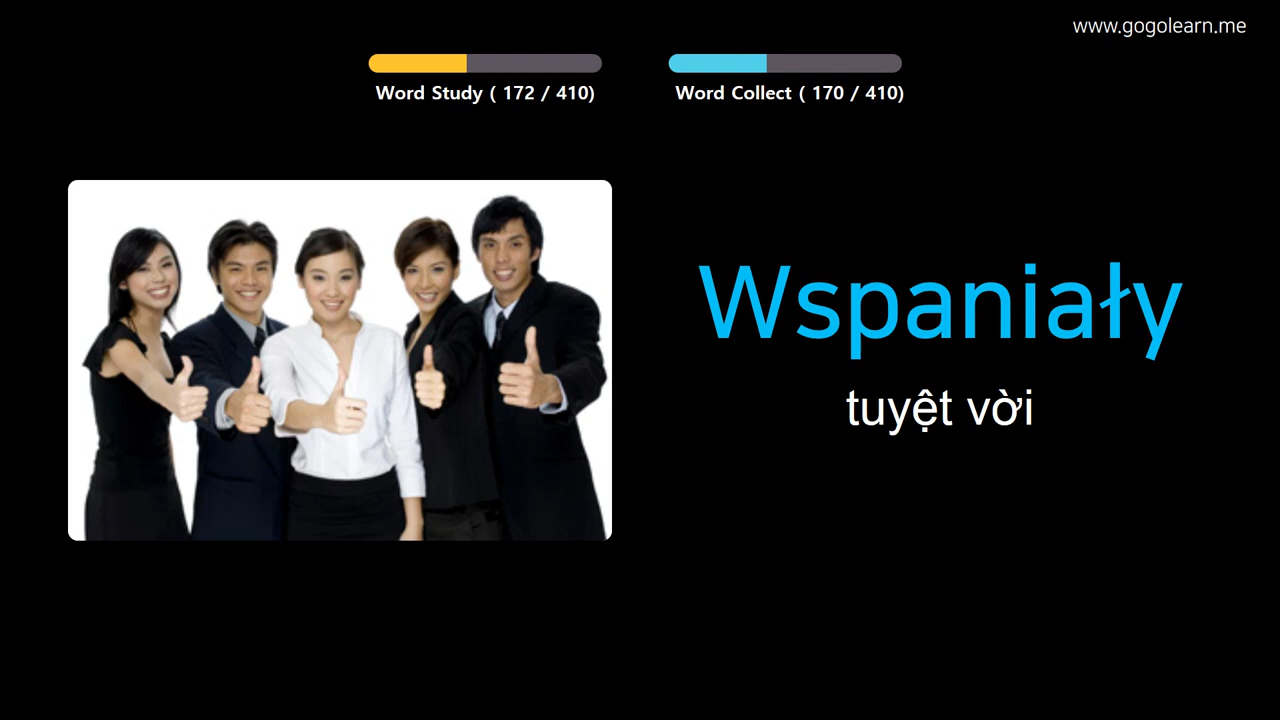 www.gogolearn.me
Word Study ( 172 / 410)
Word Collect ( 170 / 410)
Wspaniały
tuyệt vời